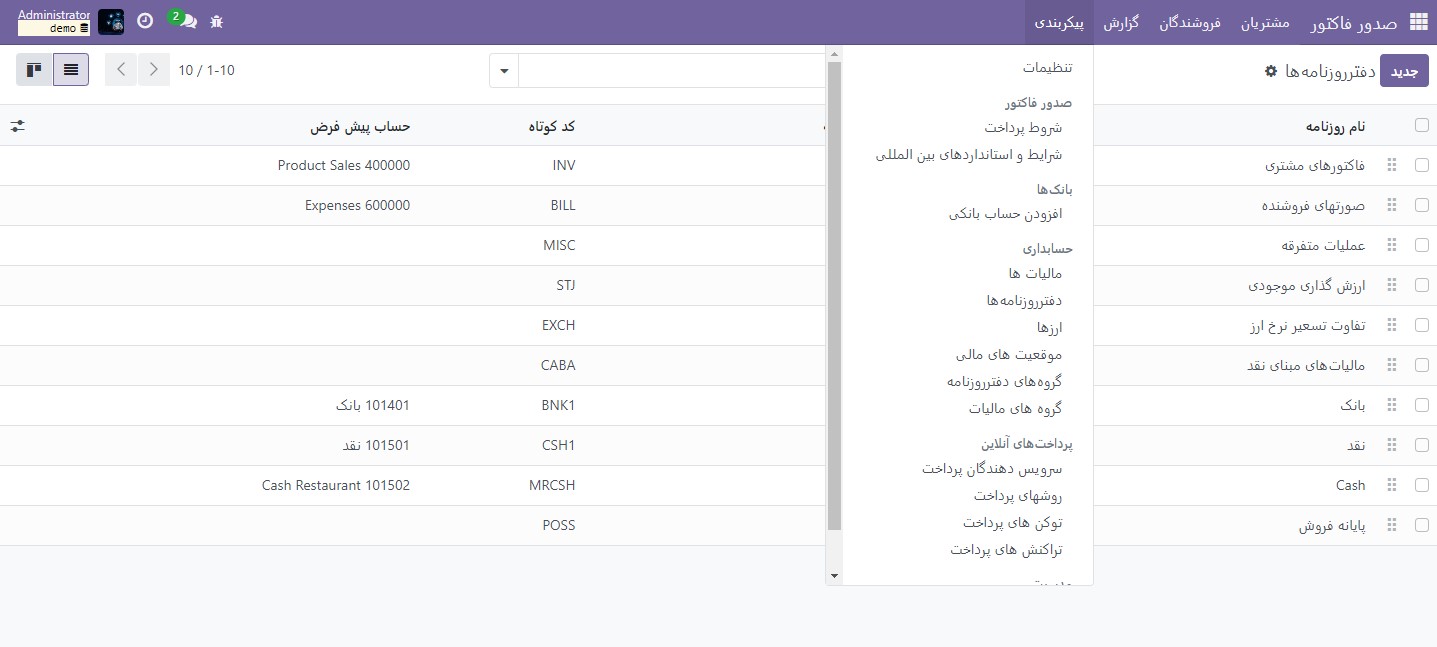 صدور فاکتور
مشتریان
فروشندگان
گزارش
پیکربندی
2
Administrator
demo
جدید
دفترروزنامه‌ها
10 / 1-10
تنظیمات
صدور فاکتور
شروط پرداخت
شرایط و استانداردهای بین المللی
بانک‌ها
افزودن حساب بانکی
حسابداری
مالیات ها
دفترروزنامه‌ها
ارزها
موقعیت های مالی
گروه‌های دفترروزنامه
گروه های مالیات
پرداخت‌های آنلاین
سرویس دهندگان پرداخت
روشهای پرداخت
توکن های پرداخت
تراکنش های پرداخت
نام روزنامه
کد کوتاه
حساب پیش فرض
فاکتورهای مشتری
INV
400000 Product Sales
صورتهای فروشنده
BILL
600000 Expenses
عملیات متفرقه
MISC
ارزش گذاری موجودی
STJ
تفاوت تسعیر نرخ ارز
EXCH
مالیات‌های مبنای نقد
CABA
بانک
BNK1
101401 بانک
نقد
CSH1
101501 نقد
Cash
MRCSH
101502 Cash Restaurant
پایانه فروش
POSS